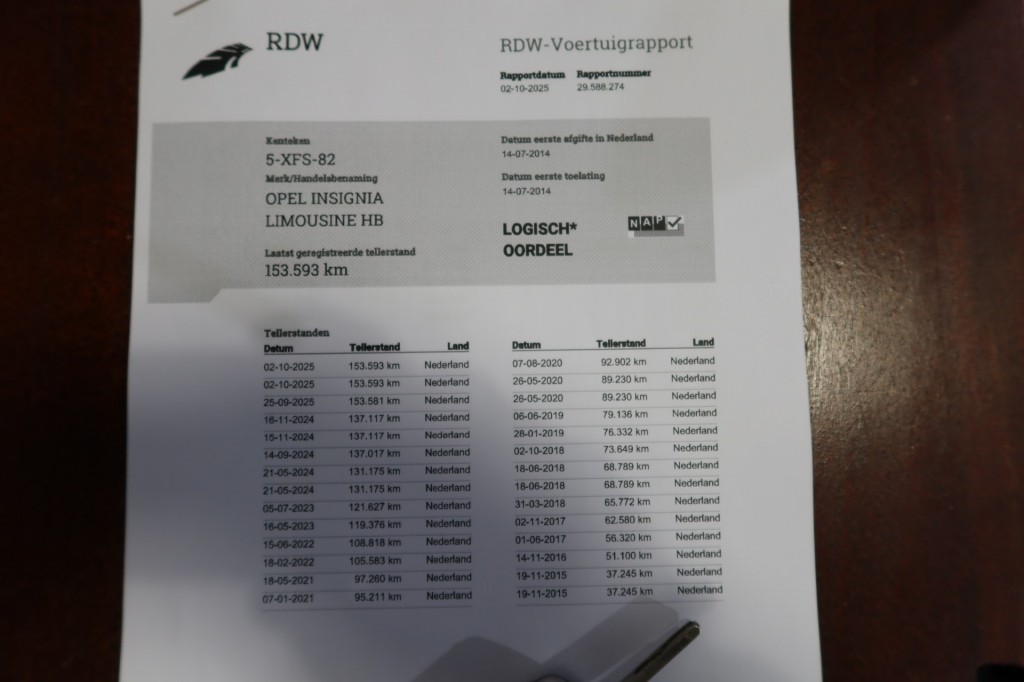 RDW
RDW-Voertuigrapport
Rapportdatum Rapportnummer
02-10-2025 29.588.274
Kenteken
5-XFS-82
Merk/Handelsbenaming
OPEL INSIGNIA
LIMOUSINE HB
Laatst geregistreerde tellerstand
153.593 km
Datum eerste afgifte in Nederland
14-07-2014
Datum eerste toelating
14-07-2014
LOGISCH*
OORDEEL
NAP
Tellerstanden
Datum Tellerstand Land
02-10-2025 153.593 km Nederland
02-10-2025 153.593 km Nederland
25-09-2025 153.581 km Nederland
16-11-2024 137.117 km Nederland
15-11-2024 137.117 km Nederland
14-09-2024 137.017 km Nederland
21-05-2024 131.175 km Nederland
21-05-2024 131.175 km Nederland
05-07-2023 121.627 km Nederland
16-05-2023 119.376 km Nederland
15-06-2022 108.818 km Nederland
18-02-2022 105.583 km Nederland
18-05-2021 97.260 km Nederland
07-01-2021 95.211 km Nederland
Datum Tellerstand Land
07-08-2020 92.902 km Nederland
26-05-2020 89.230 km Nederland
26-05-2020 89.230 km Nederland
06-06-2019 79.136 km Nederland
28-01-2019 76.332 km Nederland
02-10-2018 73.649 km Nederland
18-06-2018 68.789 km Nederland
18-06-2018 68.789 km Nederland
31-03-2018 65.772 km Nederland
02-11-2017 62.580 km Nederland
01-06-2017 56.320 km Nederland
14-11-2016 51.100 km Nederland
19-11-2015 37.245 km Nederland
19-11-2015 37.245 km Nederland